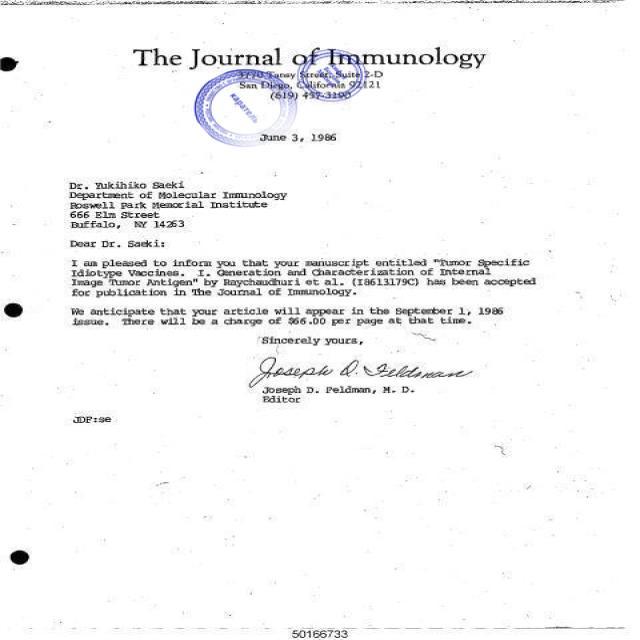 The Journal of Immunology
3770 Tansy Street, Suite 2-D
San Diego, California 92121
(619) 457-3190
каратель
June 3, 1986
Dr. Yukihiko Saeki
Department of Molecular Immunology
Roswell Park Memorial Institute
666 Elm Street
Buffalo, NY 14263
Dear Dr. Saeki:
I am pleased to inform you that your manuscript entitled "Tumor Specific
Idiotype Vaccines. I. Generation and Characterization of Internal
Image Tumor Antigen" by Raychaudhuri et al. (I8613179C) has been accepted
for publication in The Journal of Immunology.
We anticipate that your article will appear in the September 1, 1986
issue. There will be a charge of $66.00 per page at that time.
Sincerely yours,
Joseph D. Feldman
Joseph D. Feldman, M. D.
Editor
JDF:se
50166733